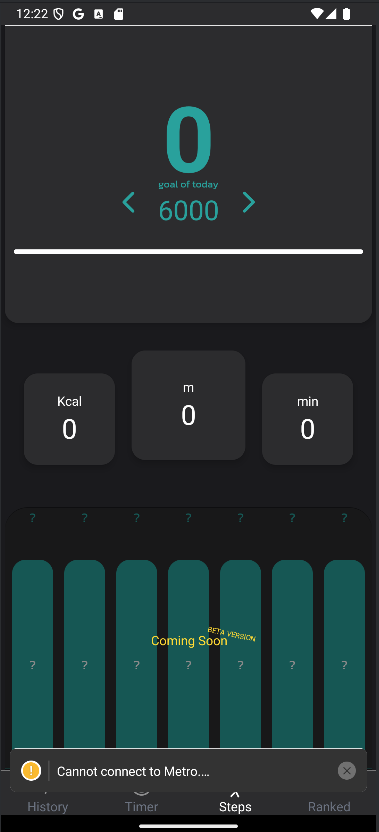 12:22
0
goal of today
6000
Kcal
0
m
0
min
0
? ? ? ? ? ? ?
BETA VERSION
Coming Soon
? ? ? ? ? ? ?
Cannot connect to Metro....
History Timer Steps Ranked